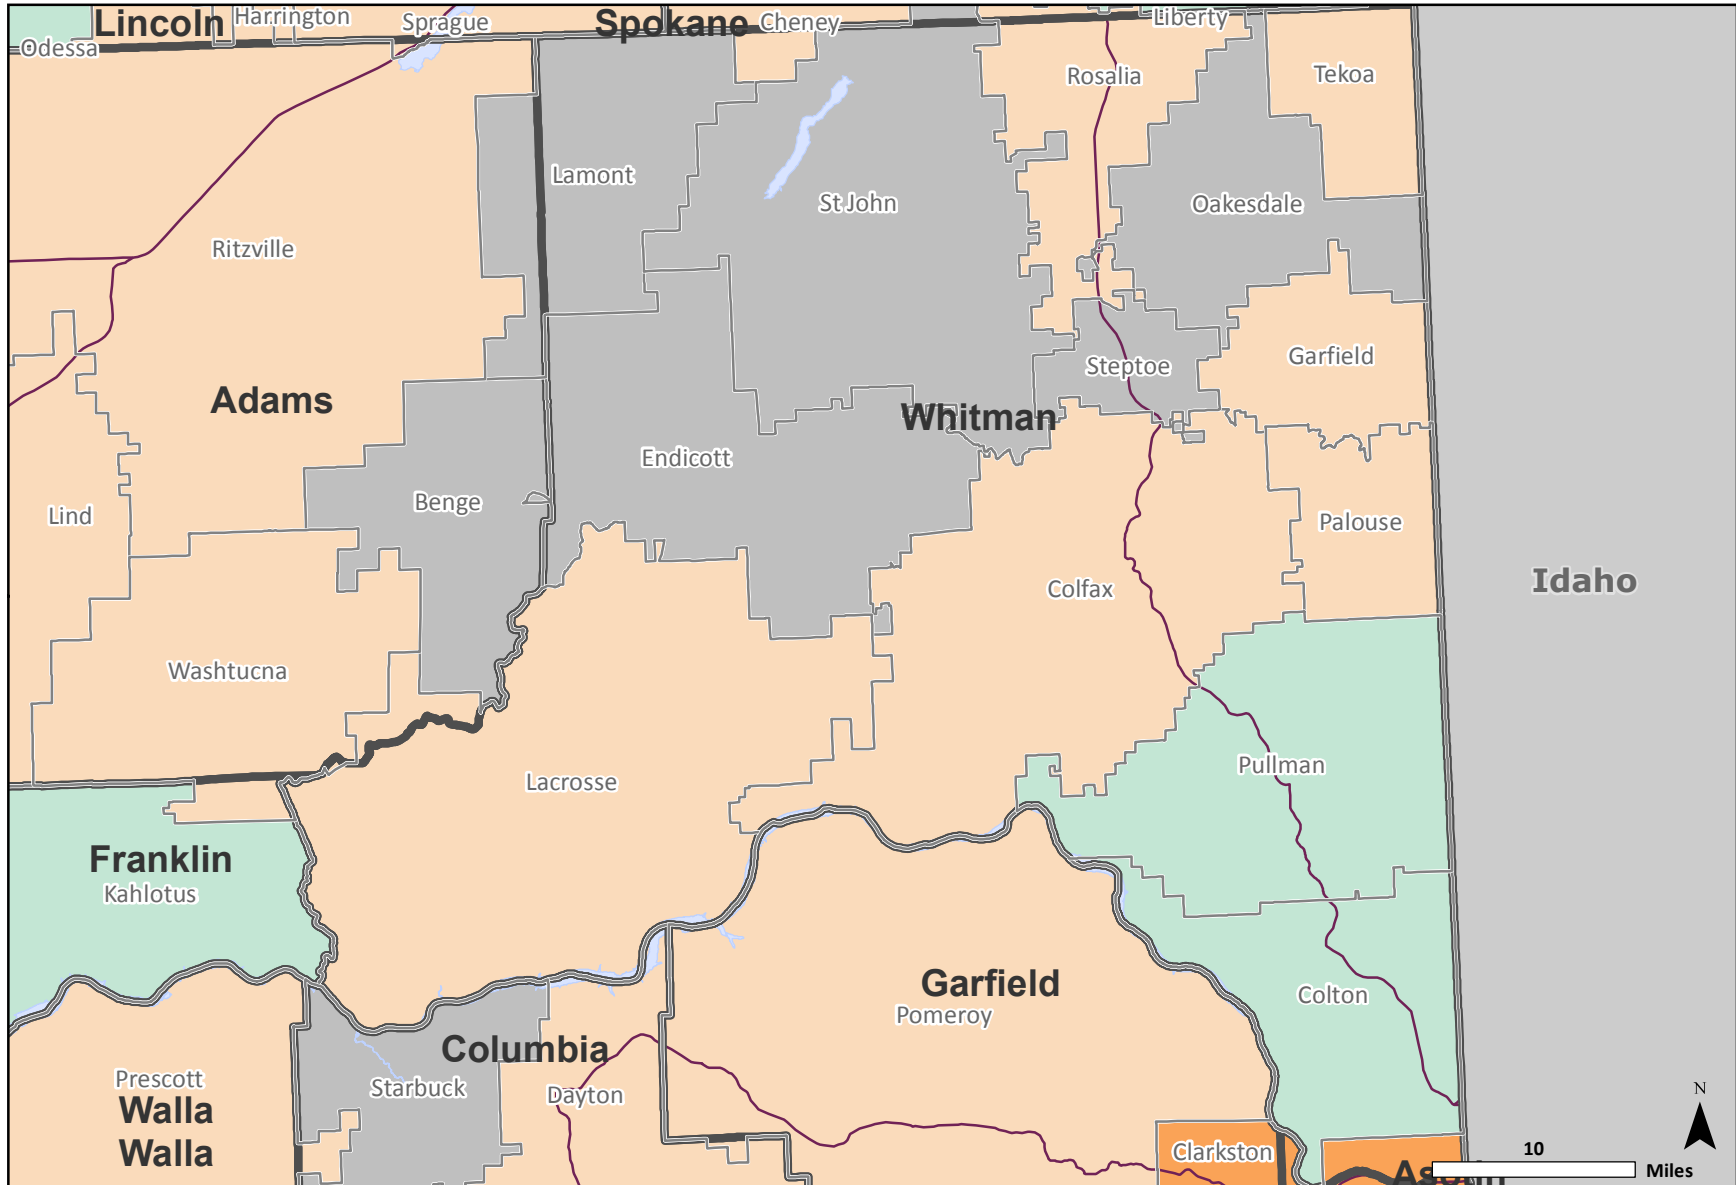 Lincoln
Harrington
Sprague
Spokane
Cheney
Liberty
Odessa
Rosalia
Tekoa
Lamont
St John
Oakesdale
Ritzville
Garfield
Steptoe
Adams
Whitman
Endicott
Benge
Lind
Palouse
Idaho
Colfax
Washtucna
Pullman
Lacrosse
Franklin
Kahlotus
Garfield
Pomeroy
Colton
Columbia
Prescott
Walla
Walla
Starbuck
Dayton
N
Clarkston
10
Miles